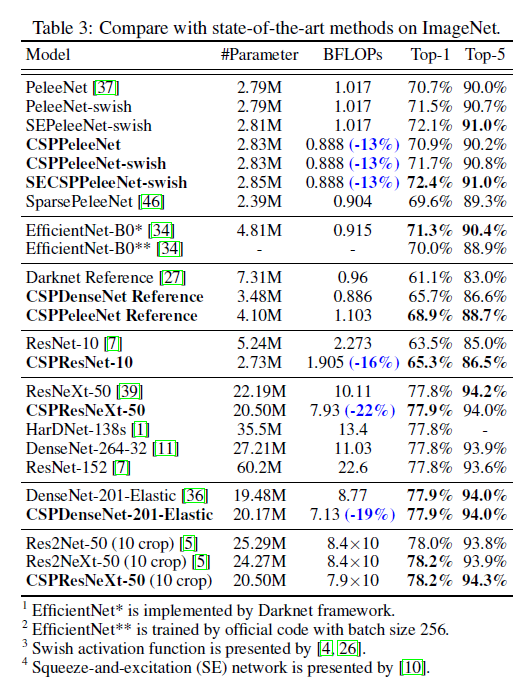 Table 3: Compare with state-of-the-art methods on ImageNet.
Model #Parameter BFLOPs Top-1 Top-5
PeleeNet [37] 2.79M 1.017 70.7% 90.0%
PeleeNet-swish 2.79M 1.017 71.5% 90.7%
SEPeleeNet-swish 2.81M 1.017 72.1% 91.0%
CSPPeleeNet 2.83M 0.888 (-13%) 70.9% 90.2%
CSPPeleeNet-swish 2.83M 0.888 (-13%) 71.7% 90.8%
SECSPPeleeNet-swish 2.85M 0.888 (-13%) 72.4% 91.0%
SparsePeleeNet [46] 2.39M 0.904 69.6% 89.3%
EfficientNet-B0* [34] 4.81M 0.915 71.3% 90.4%
EfficientNet-B0** [34] - - 70.0% 88.9%
Darknet Reference [27] 7.31M 0.96 61.1% 83.0%
CSPDenseNet Reference 3.48M 0.886 65.7% 86.6%
CSPPeleeNet Reference 4.10M 1.103 68.9% 88.7%
ResNet-10 [7] 5.24M 2.273 63.5% 85.0%
CSPResNet-10 2.73M 1.905 (-16%) 65.3% 86.5%
ResNeXt-50 [39] 22.19M 10.11 77.8% 94.2%
CSPResNeXt-50 20.50M 7.93 (-22%) 77.9% 94.0%
HarDNet-138s [1] 35.5M 13.4 77.8% -
DenseNet-264-32 [11] 27.21M 11.03 77.8% 93.9%
ResNet-152 [7] 60.2M 22.6 77.8% 93.6%
DenseNet-201-Elastic [36] 19.48M 8.77 77.9% 94.0%
CSPDenseNet-201-Elastic 20.17M 7.13 (-19%) 77.9% 94.0%
Res2Net-50 (10 crop) [5] 25.29M 8.4×10 78.0% 93.8%
Res2NeXt-50 (10 crop) [5] 24.27M 8.4×10 78.2% 93.9%
CSPResNeXt-50 (10 crop) 20.50M 7.9×10 78.2% 94.3%
1 EfficientNet* is implemented by Darknet framework.
2 EfficientNet** is trained by official code with batch size 256.
3 Swish activation function is presented by [4, 26].
4 Squeeze-and-excitation (SE) network is presented by [10].